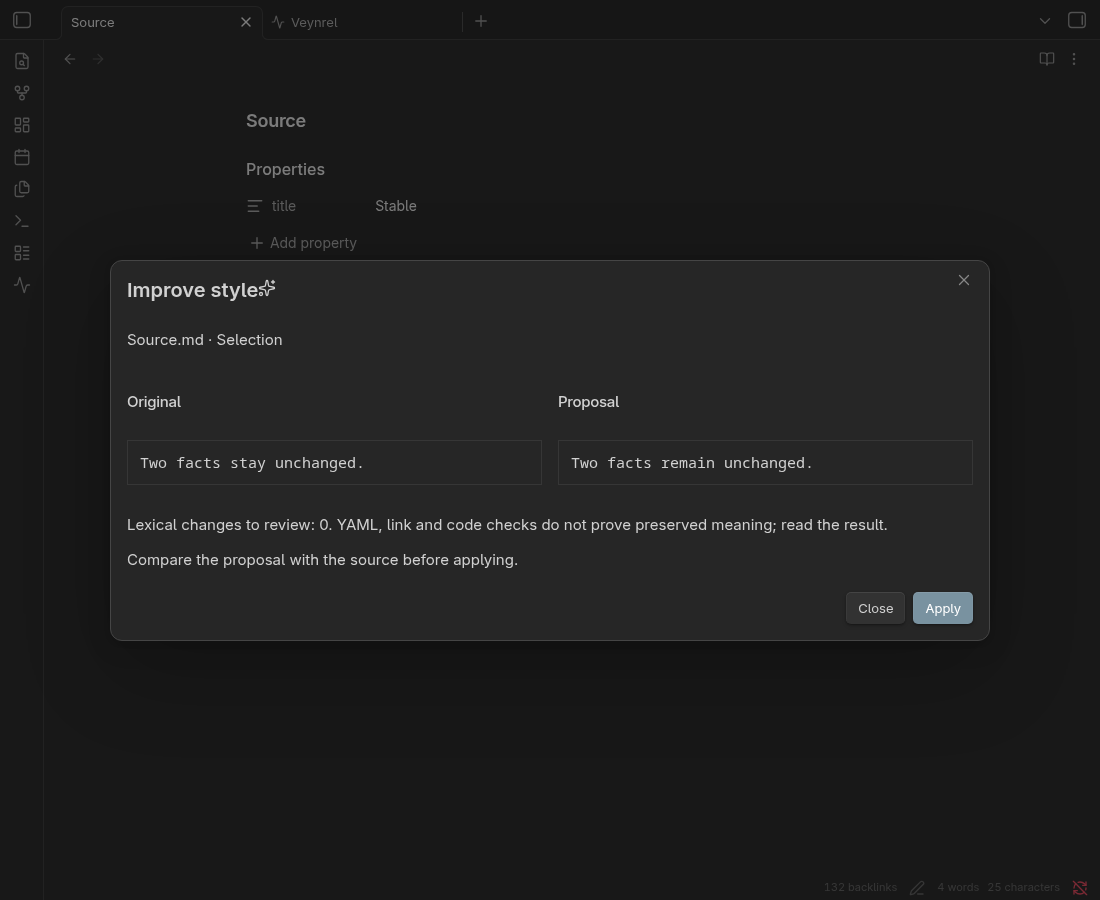 Source
Veynrel
Source
Properties
title Stable
Add property
Improve style
Source.md · Selection
Original Proposal
Two facts stay unchanged. Two facts remain unchanged.
Lexical changes to review: 0. YAML, link and code checks do not prove preserved meaning; read the result.
Compare the proposal with the source before applying.
Close Apply
132 backlinks 4 words 25 characters